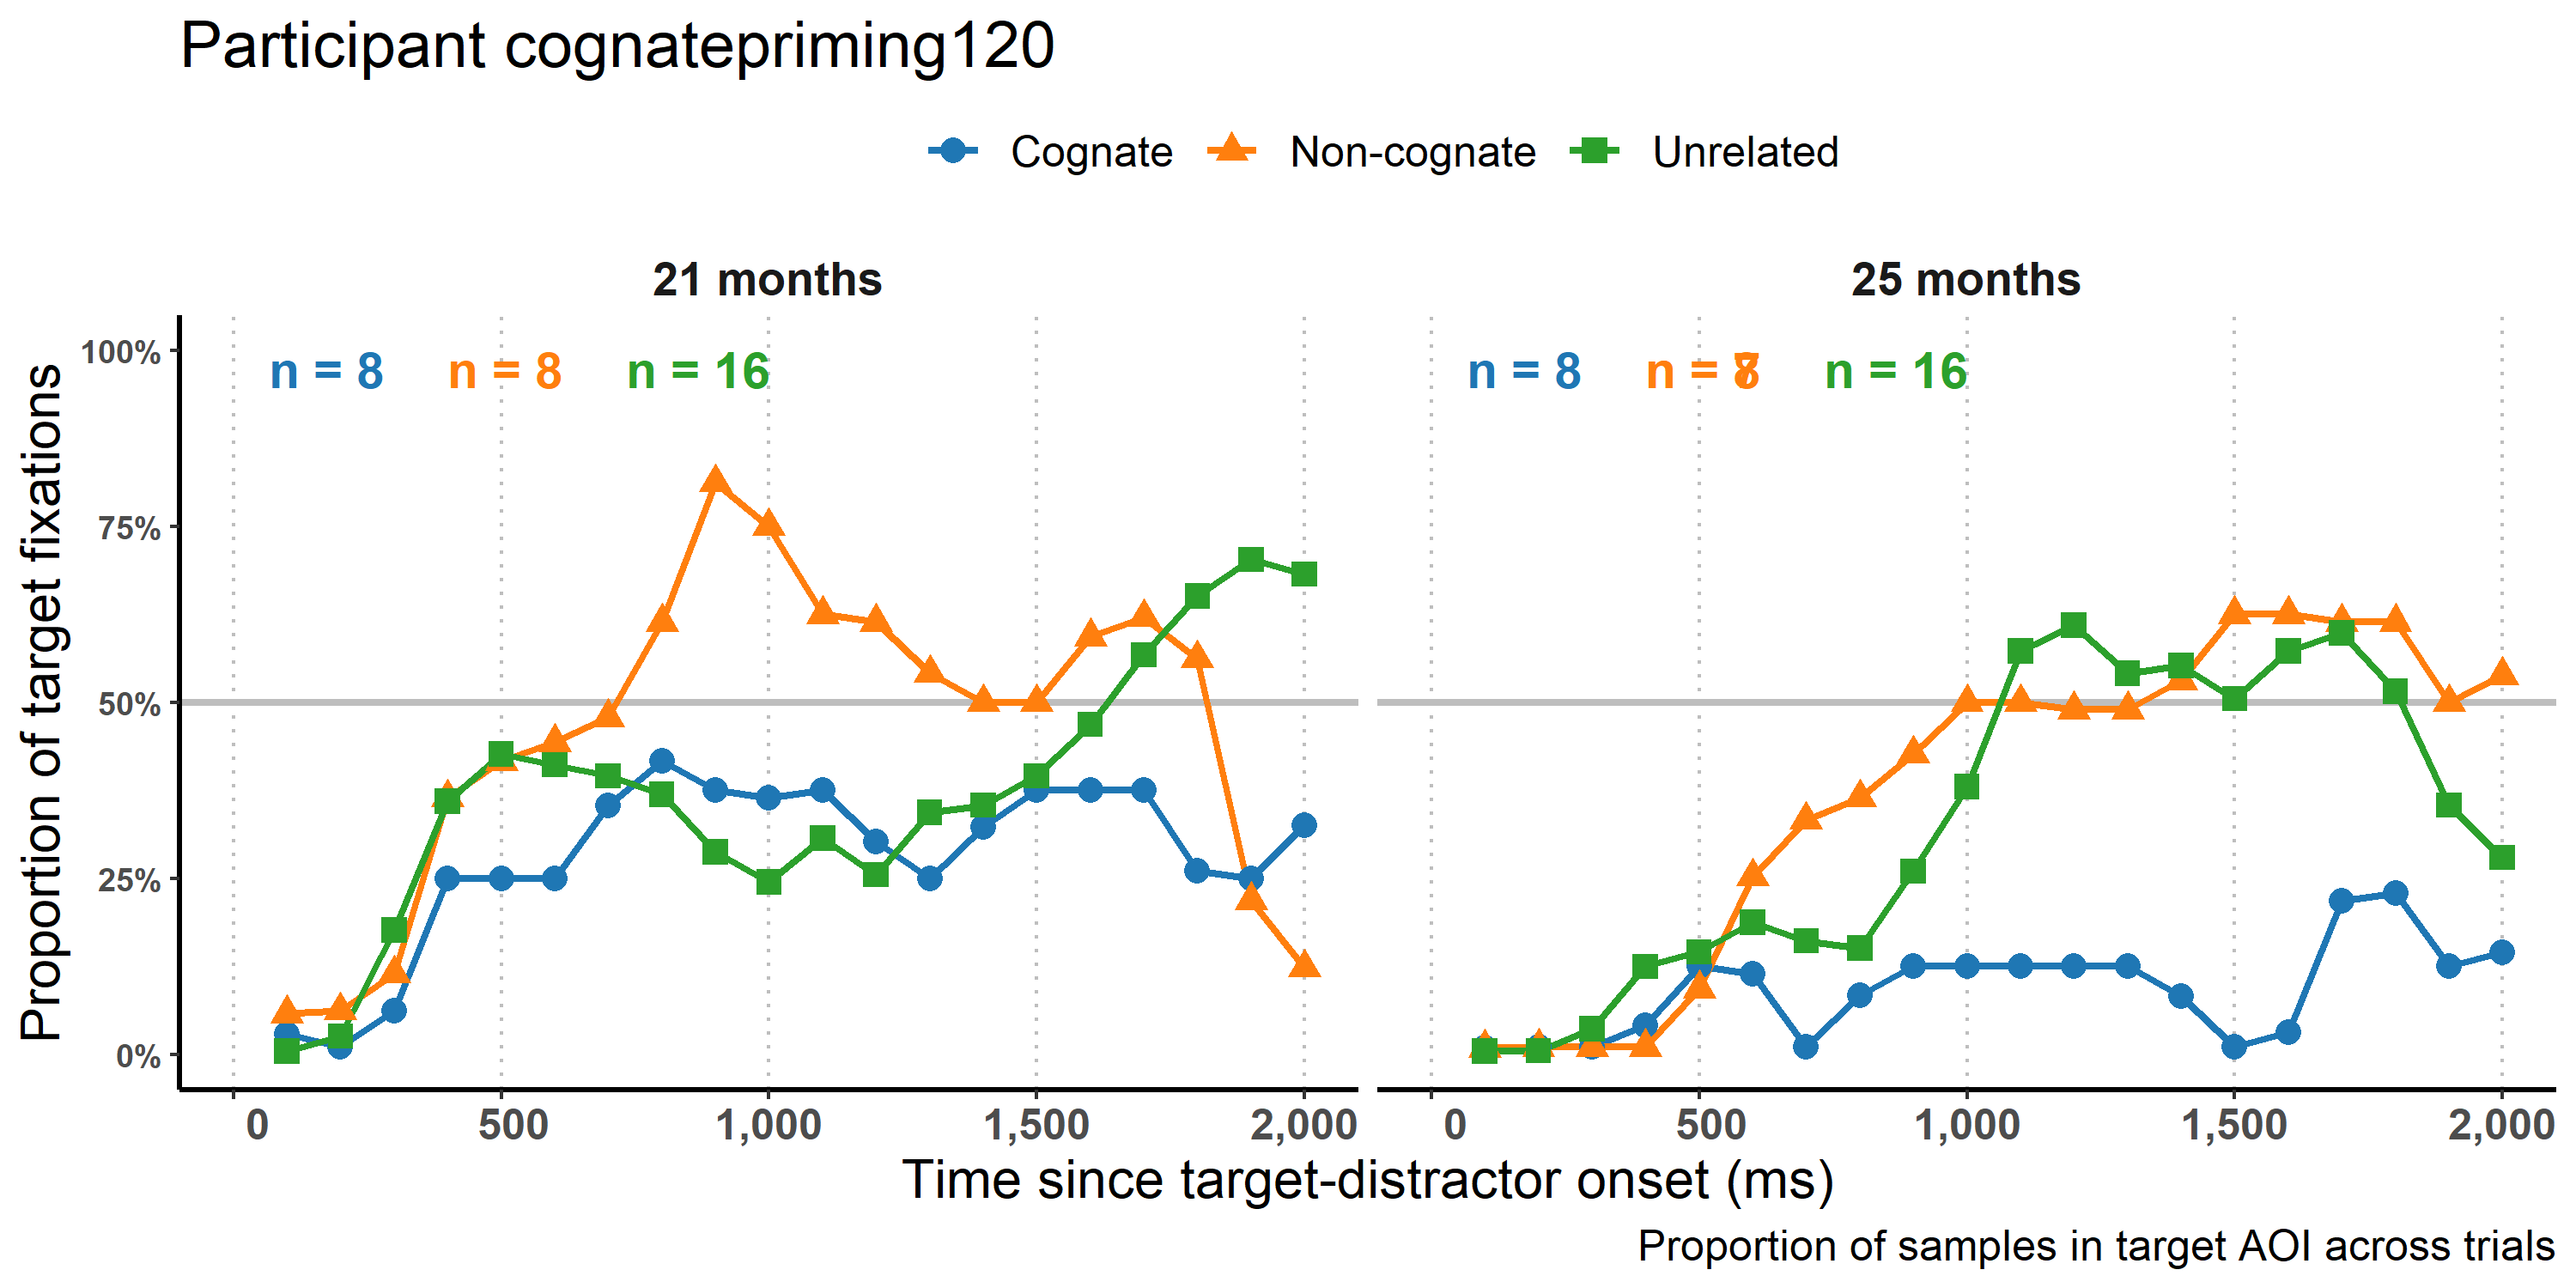 Participant cognatepriming120
Cognate Non-cognate Unrelated
21 months 25 months
n = 8 n = 8 n = 16 n = 8 n = n = 16
100%
75%
50%
25%
0%
Proportion of target fixations
0 500 1,000 1,500 2,000 0 500 1,000 1,500 2,000
Time since target-distractor onset (ms)
Proportion of samples in target AOI across trials